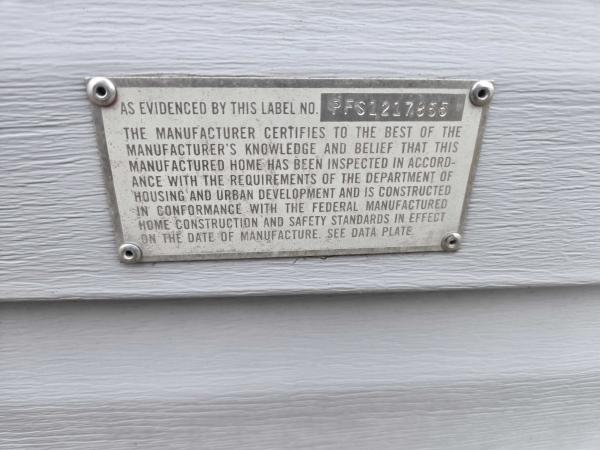 AS EVIDENCED BY THIS LABEL NO. PFS1217955
THE MANUFACTURER CERTIFIES TO THE BEST OF THE
MANUFACTURER'S KNOWLEDGE AND BELIEF THAT THIS
MANUFACTURED HOME HAS BEEN INSPECTED IN ACCORD-
ANCE WITH THE REQUIREMENTS OF THE DEPARTMENT OF
HOUSING AND URBAN DEVELOPMENT AND IS CONSTRUCTED
IN CONFORMANCE WITH THE FEDERAL MANUFACTURED
HOME CONSTRUCTION AND SAFETY STANDARDS IN EFFECT
ON THE DATE OF MANUFACTURE. SEE DATA PLATE.